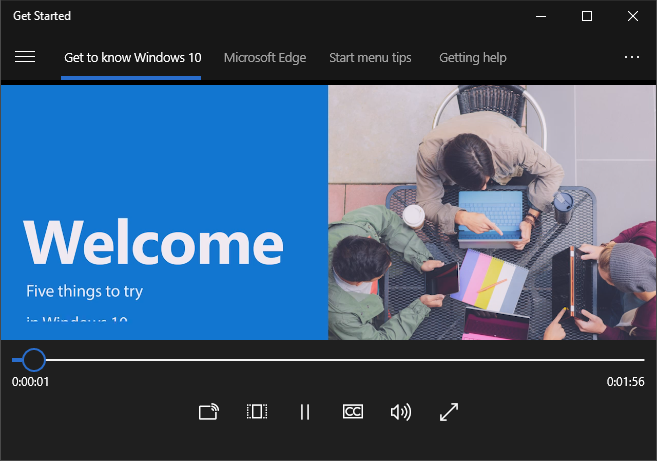 Get Started
Get to know Windows 10 Microsoft Edge Start menu tips Getting help
Welcome
Five things to try
in Windows 10
0:00:01 0:01:56
CC